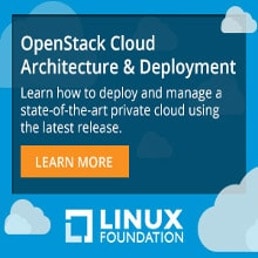 OpenStack Cloud
Architecture & Deployment
Learn how to deploy and manage a
state-of-the-art private cloud using
the latest release.
LEARN MORE
LINUX
FOUNDATION